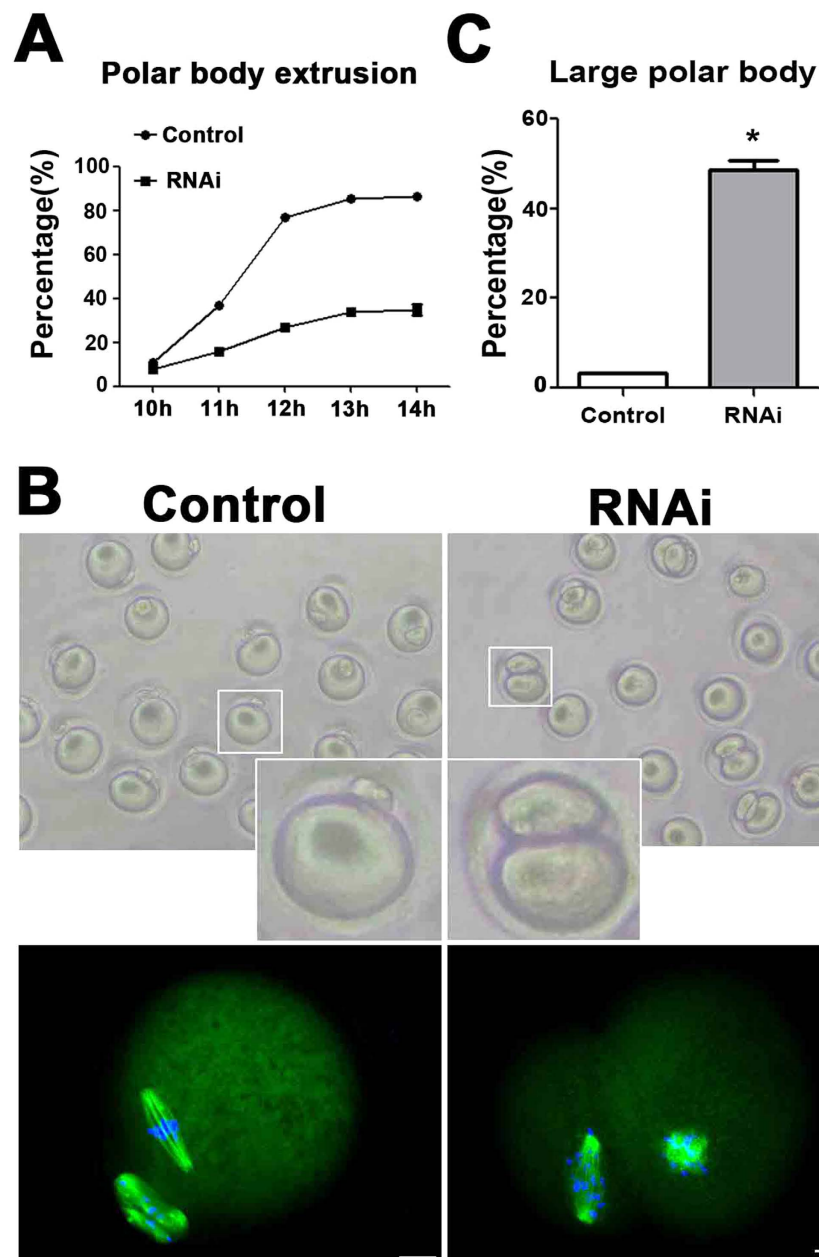 A
Polar body extrusion
Control
RNAi
Percentage(%)
100
80
60
40
20
0
10h 11h 12h 13h 14h
C
Large polar body
Percentage(%)
60
40
20
0
*
Control RNAi
B
Control RNAi